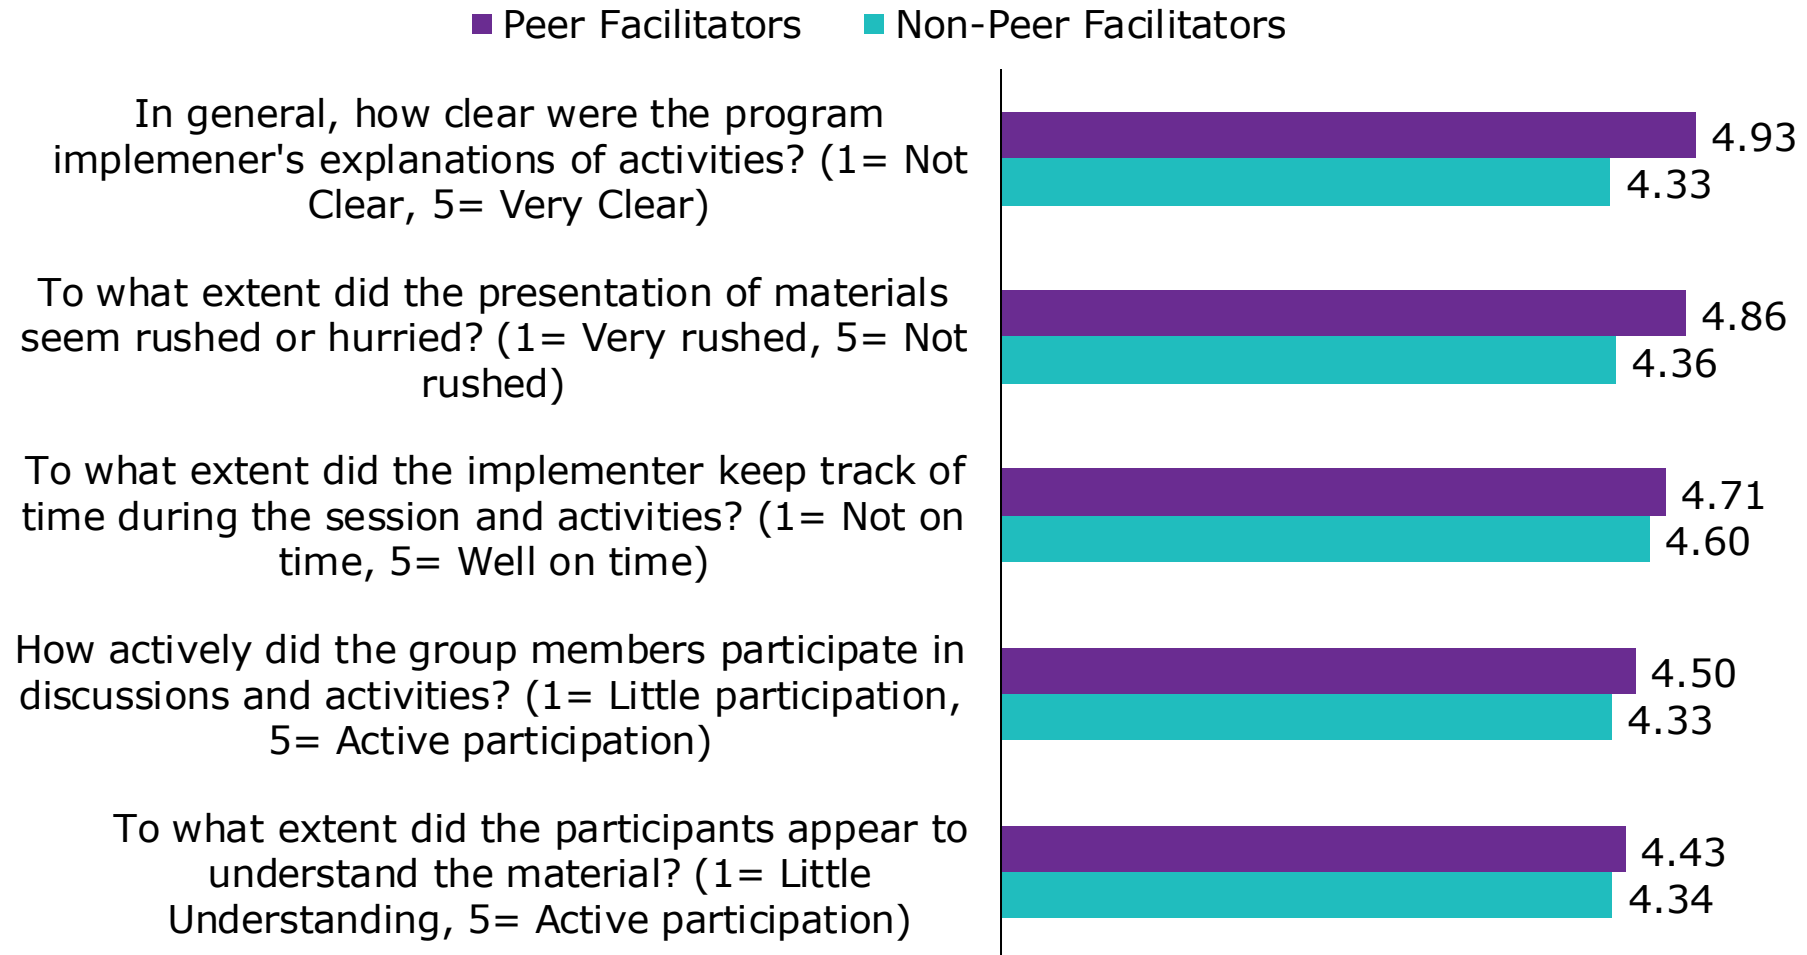 Peer Facilitators
Non-Peer Facilitators
In general, how clear were the program
implemener's explanations of activities? (1= Not
Clear, 5= Very Clear)
4.93
4.33
To what extent did the presentation of materials
seem rushed or hurried? (1= Very rushed, 5= Not
rushed)
4.86
4.36
To what extent did the implementer keep track of
time during the session and activities? (1= Not on
time, 5= Well on time)
4.71
4.60
How actively did the group members participate in
discussions and activities? (1= Little participation,
5= Active participation)
4.50
4.33
To what extent did the participants appear to
understand the material? (1= Little
Understanding, 5= Active participation)
4.43
4.34